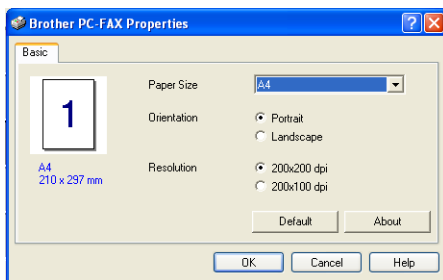 Brother PC-FAX Properties
Basic
1
A4
210 x 297 mm
Paper Size
A4
Orientation
Portrait
Landscape
Resolution
200x200 dpi
200x100 dpi
Default
About
OK
Cancel
Help